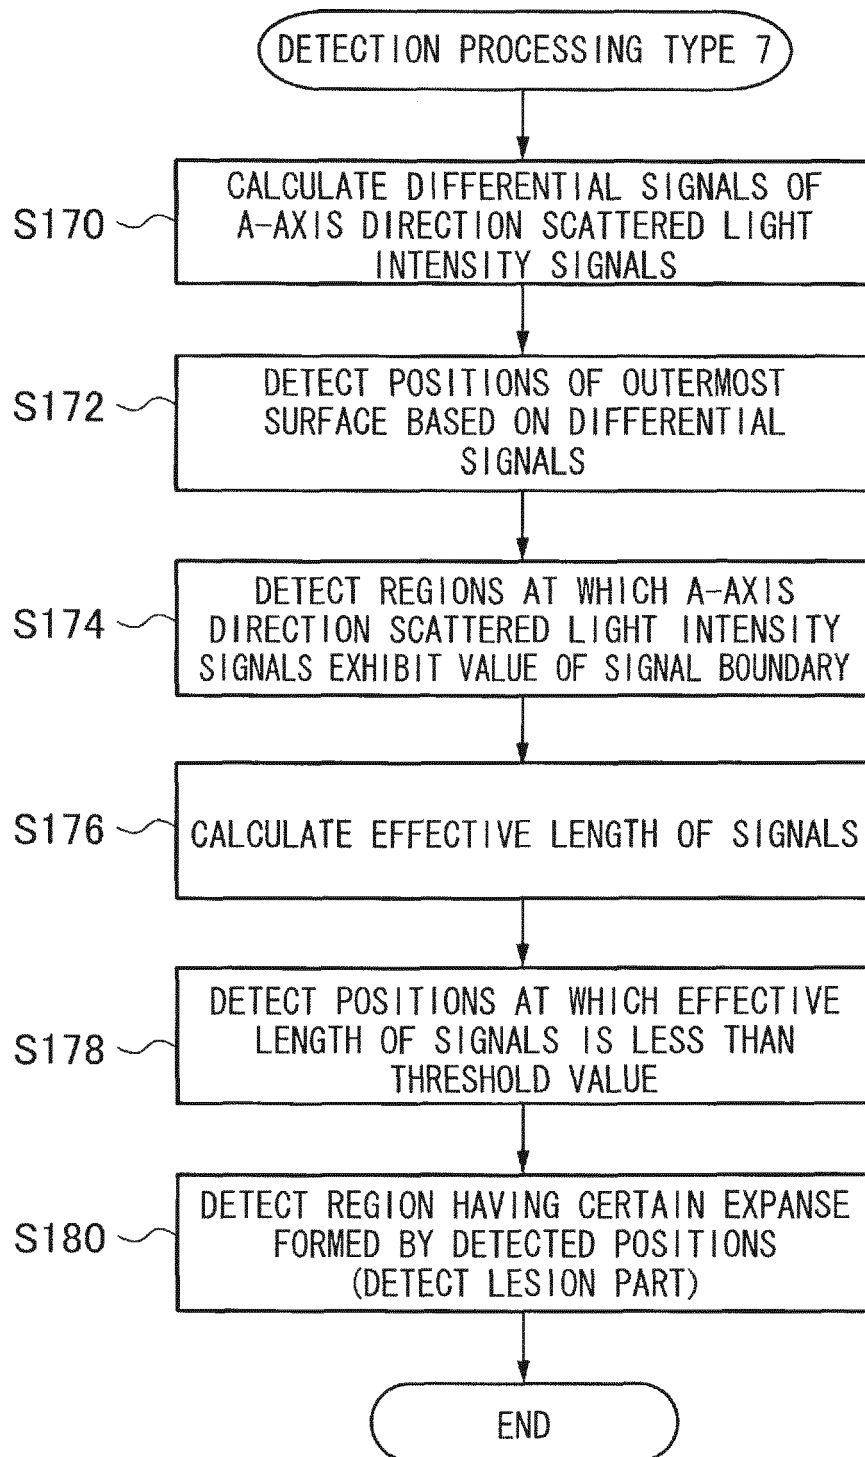 DETECTION PROCESSING TYPE 7
S170
CALCULATE DIFFERENTIAL SIGNALS OF
A-AXIS DIRECTION SCATTERED LIGHT
INTENSITY SIGNALS
S172
DETECT POSITIONS OF OUTERMOST
SURFACE BASED ON DIFFERENTIAL
SIGNALS
S174
DETECT REGIONS AT WHICH A-AXIS
DIRECTION SCATTERED LIGHT INTENSITY
SIGNALS EXHIBIT VALUE OF SIGNAL BOUNDARY
S176
CALCULATE EFFECTIVE LENGTH OF SIGNALS
S178
DETECT POSITIONS AT WHICH EFFECTIVE
LENGTH OF SIGNALS IS LESS THAN
THRESHOLD VALUE
S180
DETECT REGION HAVING CERTAIN EXPANSE
FORMED BY DETECTED POSITIONS
(DETECT LESION PART)
END